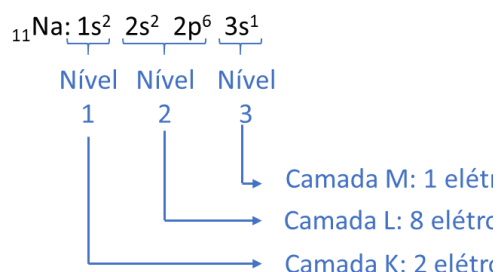 ₁₁Na: 1s² 2s² 2p⁶ 3s¹
Nível Nível Nível
1 2 3
Camada M: 1
Camada L: 8
Camada K: 2